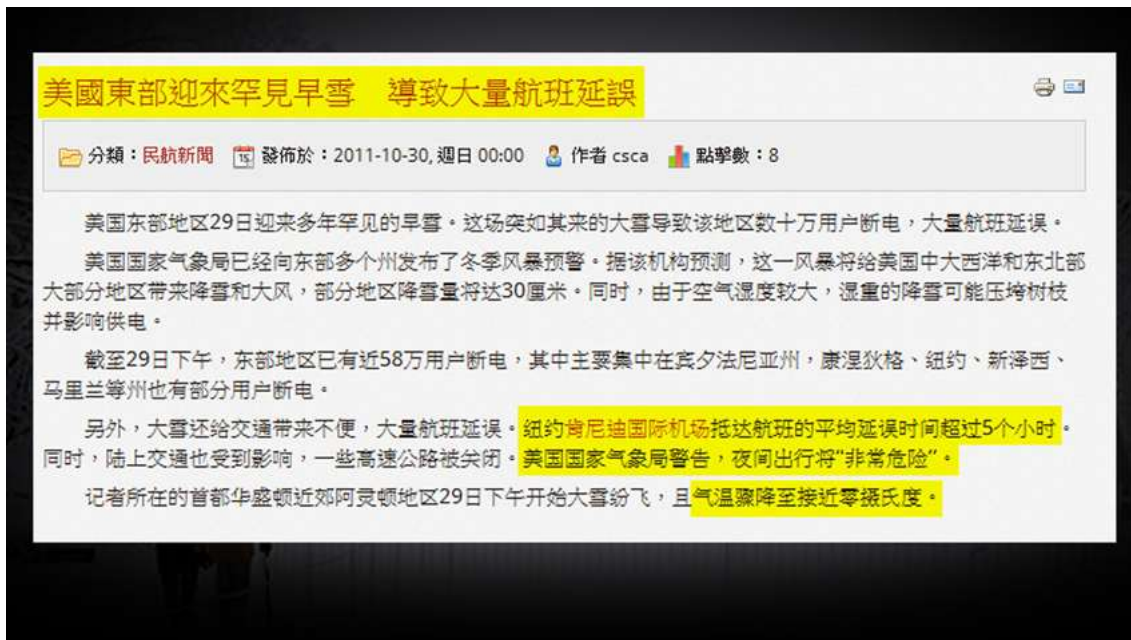 美國東部迎來罕見早雪 導致大量航班延誤
分類：民航新聞 發佈於：2011-10-30, 週日 00:00 作者 csca 點擊數：8
美国东部地区29日迎来多年罕见的早雪。这场突如其来的大雪导致该地区数十万用户断电，大量航班延误。
美国国家气象局已经向东部多个州发布了冬季风暴预警。据该机构预测，这一风暴将给美国中大西洋和东北部
大部分地区带来降雪和大风，部分地区降雪量将达30厘米。同时，由于空气湿度较大，湿重的降雪可能压垮树枝
并影响供电。
截至29日下午，东部地区已有近58万用户断电，其中主要集中在宾夕法尼亚州，康涅狄格、纽约、新泽西、
马里兰等州也有部分用户断电。
另外，大雪还给交通带来不便，大量航班延误。纽约肯尼迪国际机场抵达航班的平均延误时间超过5个小时。
同时，陆上交通也受到影响，一些高速公路被关闭。美国国家气象局警告，夜间出行将“非常危险”。
记者所在的首都华盛顿近郊阿灵顿地区29日下午开始大雪纷飞，且气温骤降至接近零摄氏度。